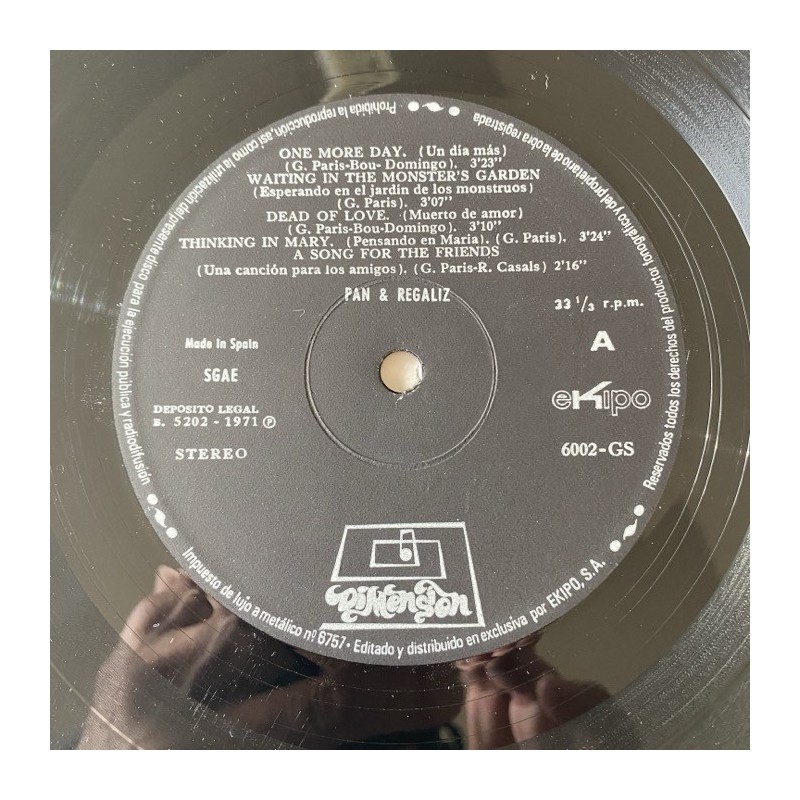 Prohibida la reproducción, así como la utilización del presente disco para la ejecución pública y radiodifusión
Reservados todos los derechos del productor fonográfico y del propietario de la obra registrada
ONE MORE DAY. (Un día más)
(G. Paris-Bou- Domingo). 3'23"
WAITING IN THE MONSTER'S GARDEN
(Esperando en el jardín de los monstruos)
(G. Paris). 3'07"
DEAD OF LOVE. (Muerto de amor)
(G. Paris-Bou-Domingo). 3'10"
THINKING IN MARY. (Pensando en María). (G. Paris). 3'24"
A SONG FOR THE FRIENDS
(Una canción para los amigos). (G. Paris-R. Casals) 2'16"
PAN & REGALIZ
33 1/3 r.p.m.
Made in Spain
A
SGAE
ekipo
DEPOSITO LEGAL
B. 5202 - 1971 ℗
STEREO
6002-GS
Dimension
Impuesto de lujo a metálico nº 6757 • Editado y distribuido en exclusiva por EKIPO, S.A.